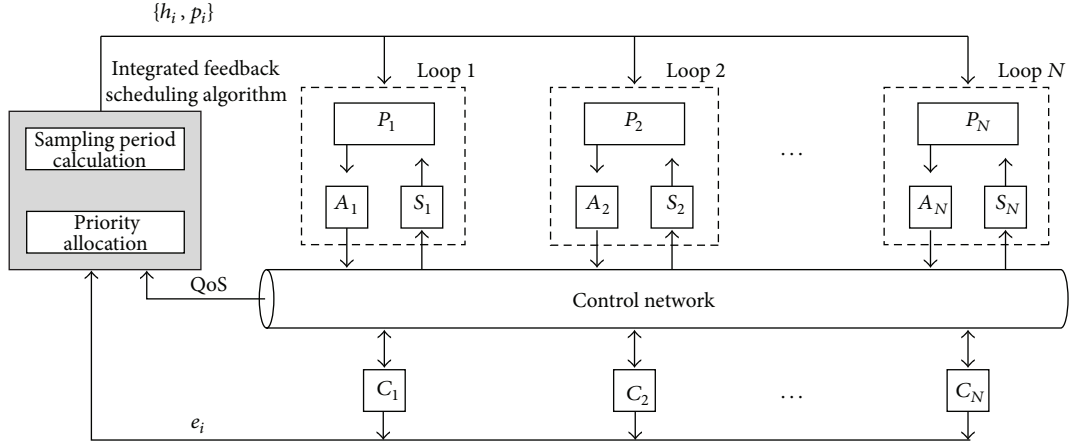 {h_i, p_i}
Integrated feedback
scheduling algorithm
Loop 1
Loop 2
Loop N
P_1
P_2
P_N
Sampling period
calculation
...
A_1
S_1
A_2
S_2
A_N
S_N
Priority
allocation
QoS
Control network
C_1
C_2
...
C_N
e_i